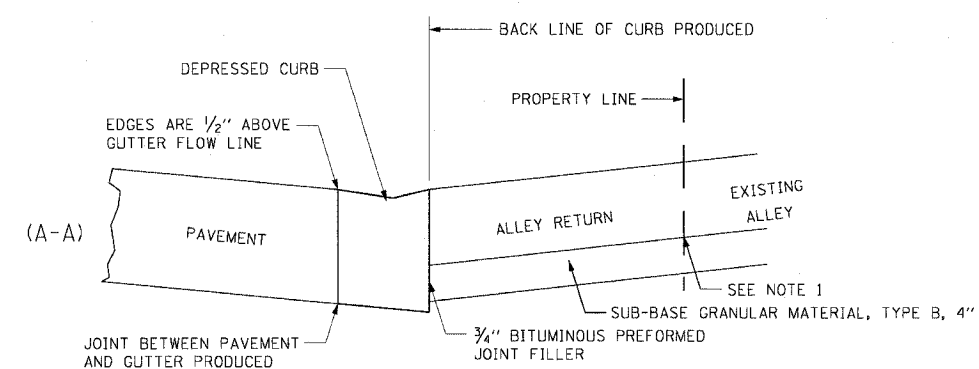 BACK LINE OF CURB PRODUCED
DEPRESSED CURB
PROPERTY LINE
EDGES ARE 1/2" ABOVE
GUTTER FLOW LINE
(A-A)
PAVEMENT
ALLEY RETURN
EXISTING
ALLEY
SEE NOTE 1
SUB-BASE GRANULAR MATERIAL, TYPE B, 4"
3/4" BITUMINOUS PREFORMED
JOINT FILLER
JOINT BETWEEN PAVEMENT
AND GUTTER PRODUCED